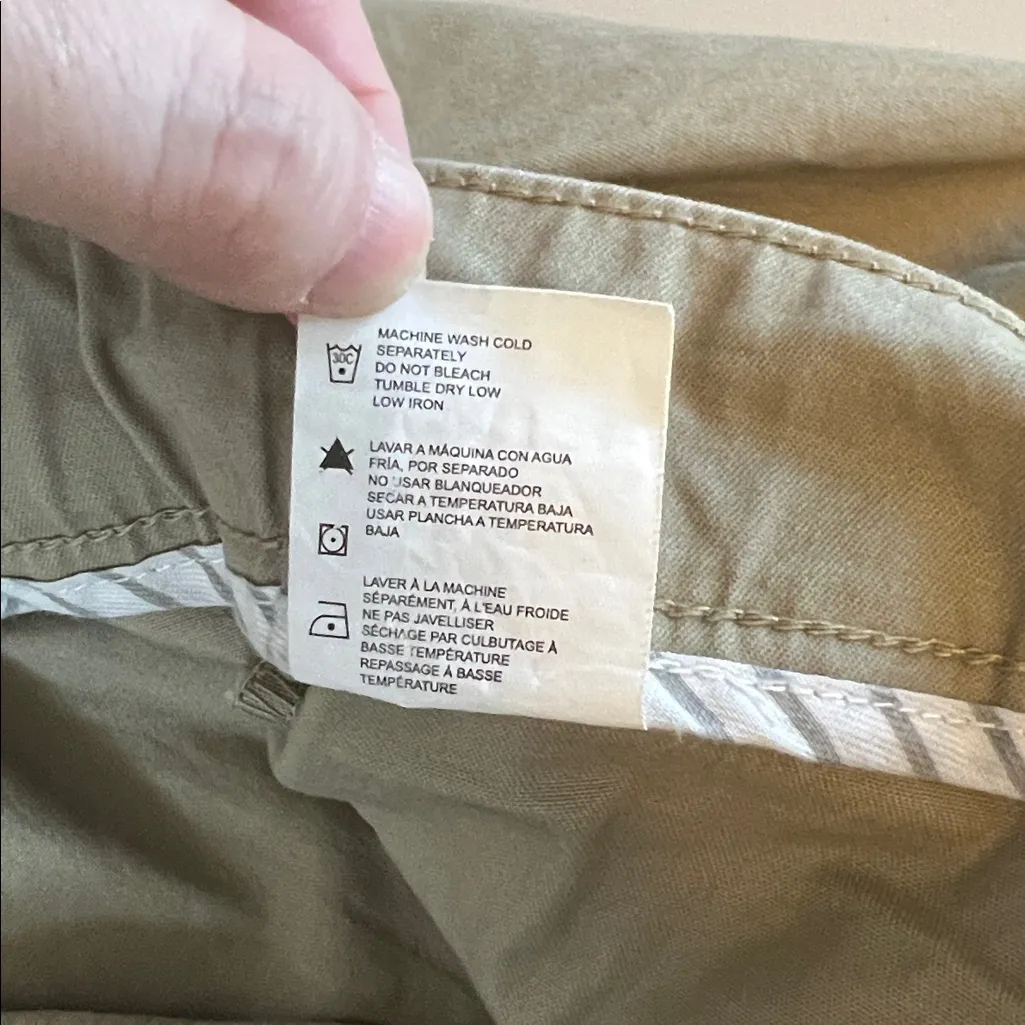 30C
MACHINE WASH COLD
SEPARATELY
DO NOT BLEACH
TUMBLE DRY LOW
LOW IRON
LAVAR A MÁQUINA CON AGUA
FRÍA, POR SEPARADO
NO USAR BLANQUEADOR
SECAR A TEMPERATURA BAJA
USAR PLANCHA A TEMPERATURA
BAJA
LAVER À LA MACHINE
SÉPARÉMENT, À L'EAU FROIDE
NE PAS JAVELLISER
SÉCHAGE PAR CULBUTAGE À
BASSE TEMPÉRATURE
REPASSAGE À BASSE
TEMPÉRATURE